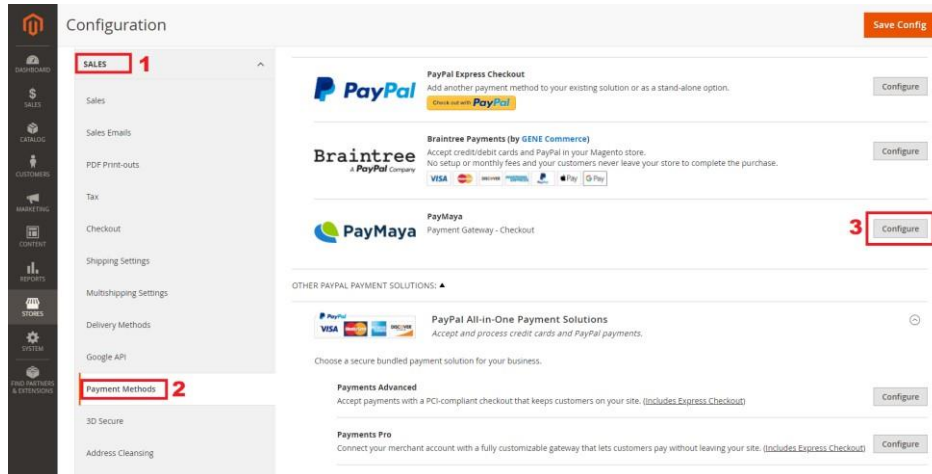 Configuration
Save Config
DASHBOARD
SALES
CATALOG
CUSTOMERS
MARKETING
CONTENT
REPORTS
STORES
SYSTEM
FIND PARTNERS
& EXTENSIONS
SALES 1
Sales
Sales Emails
PDF Print-outs
Tax
Checkout
Shipping Settings
Multishipping Settings
Delivery Methods
Google API
Payment Methods 2
3D Secure
Address Cleansing
PayPal
PayPal Express Checkout
Add another payment method to your existing solution or as a stand-alone option.
Check out with PayPal
Configure
Braintree
A PayPal Company
Braintree Payments (by GENE Commerce)
Accept credit/debit cards and PayPal in your Magento store.
No setup or monthly fees and your customers never leave your store to complete the purchase.
VISA DISCOVER Pay G Pay
Configure
PayMaya
PayMaya
Payment Gateway - Checkout
3 Configure
OTHER PAYPAL PAYMENT SOLUTIONS:
PayPal
VISA DISCOVER
PayPal All-in-One Payment Solutions
Accept and process credit cards and PayPal payments.
Choose a secure bundled payment solution for your business.
Payments Advanced
Accept payments with a PCI-compliant checkout that keeps customers on your site. (Includes Express Checkout)
Configure
Payments Pro
Connect your merchant account with a fully customizable gateway that lets customers pay without leaving your site. (Includes Express Checkout)
Configure